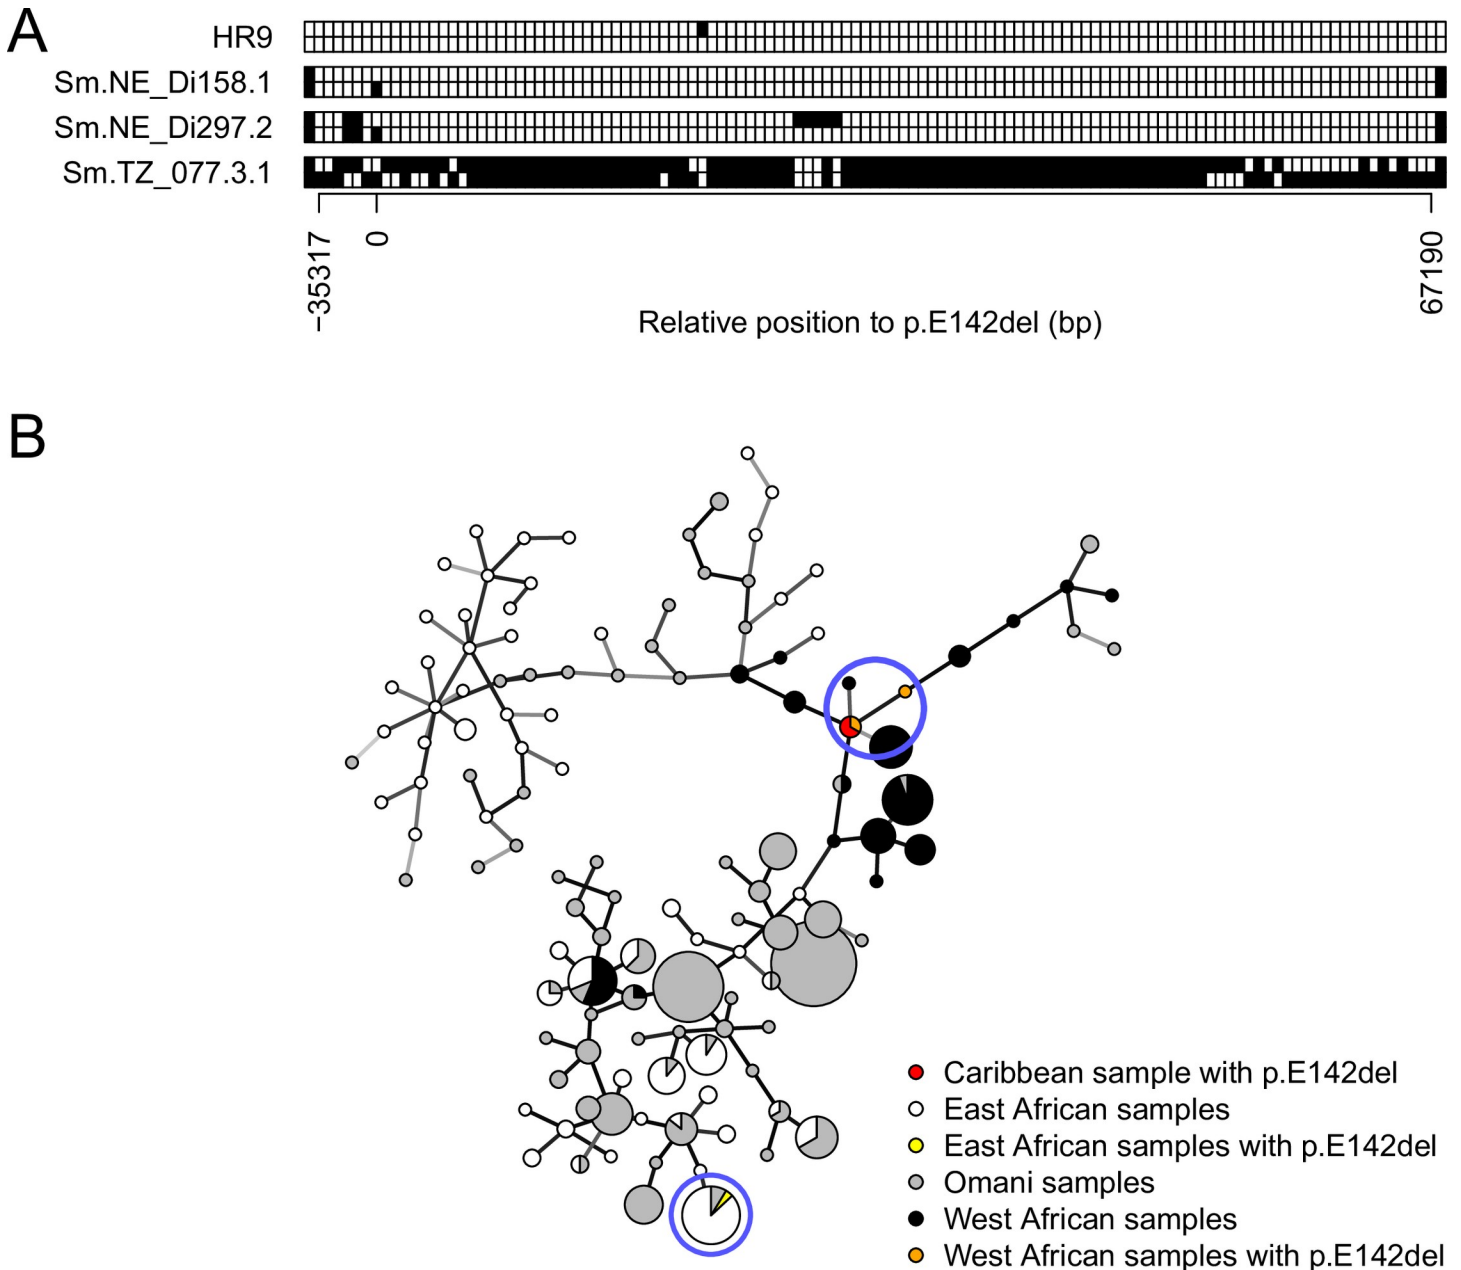 A
HR9
Sm.NE_Di158.1
Sm.NE_Di297.2
Sm.TZ_077.3.1
−35317
0
67190
Relative position to p.E142del (bp)
B
Caribbean sample with p.E142del
East African samples
East African samples with p.E142del
Omani samples
West African samples
West African samples with p.E142del